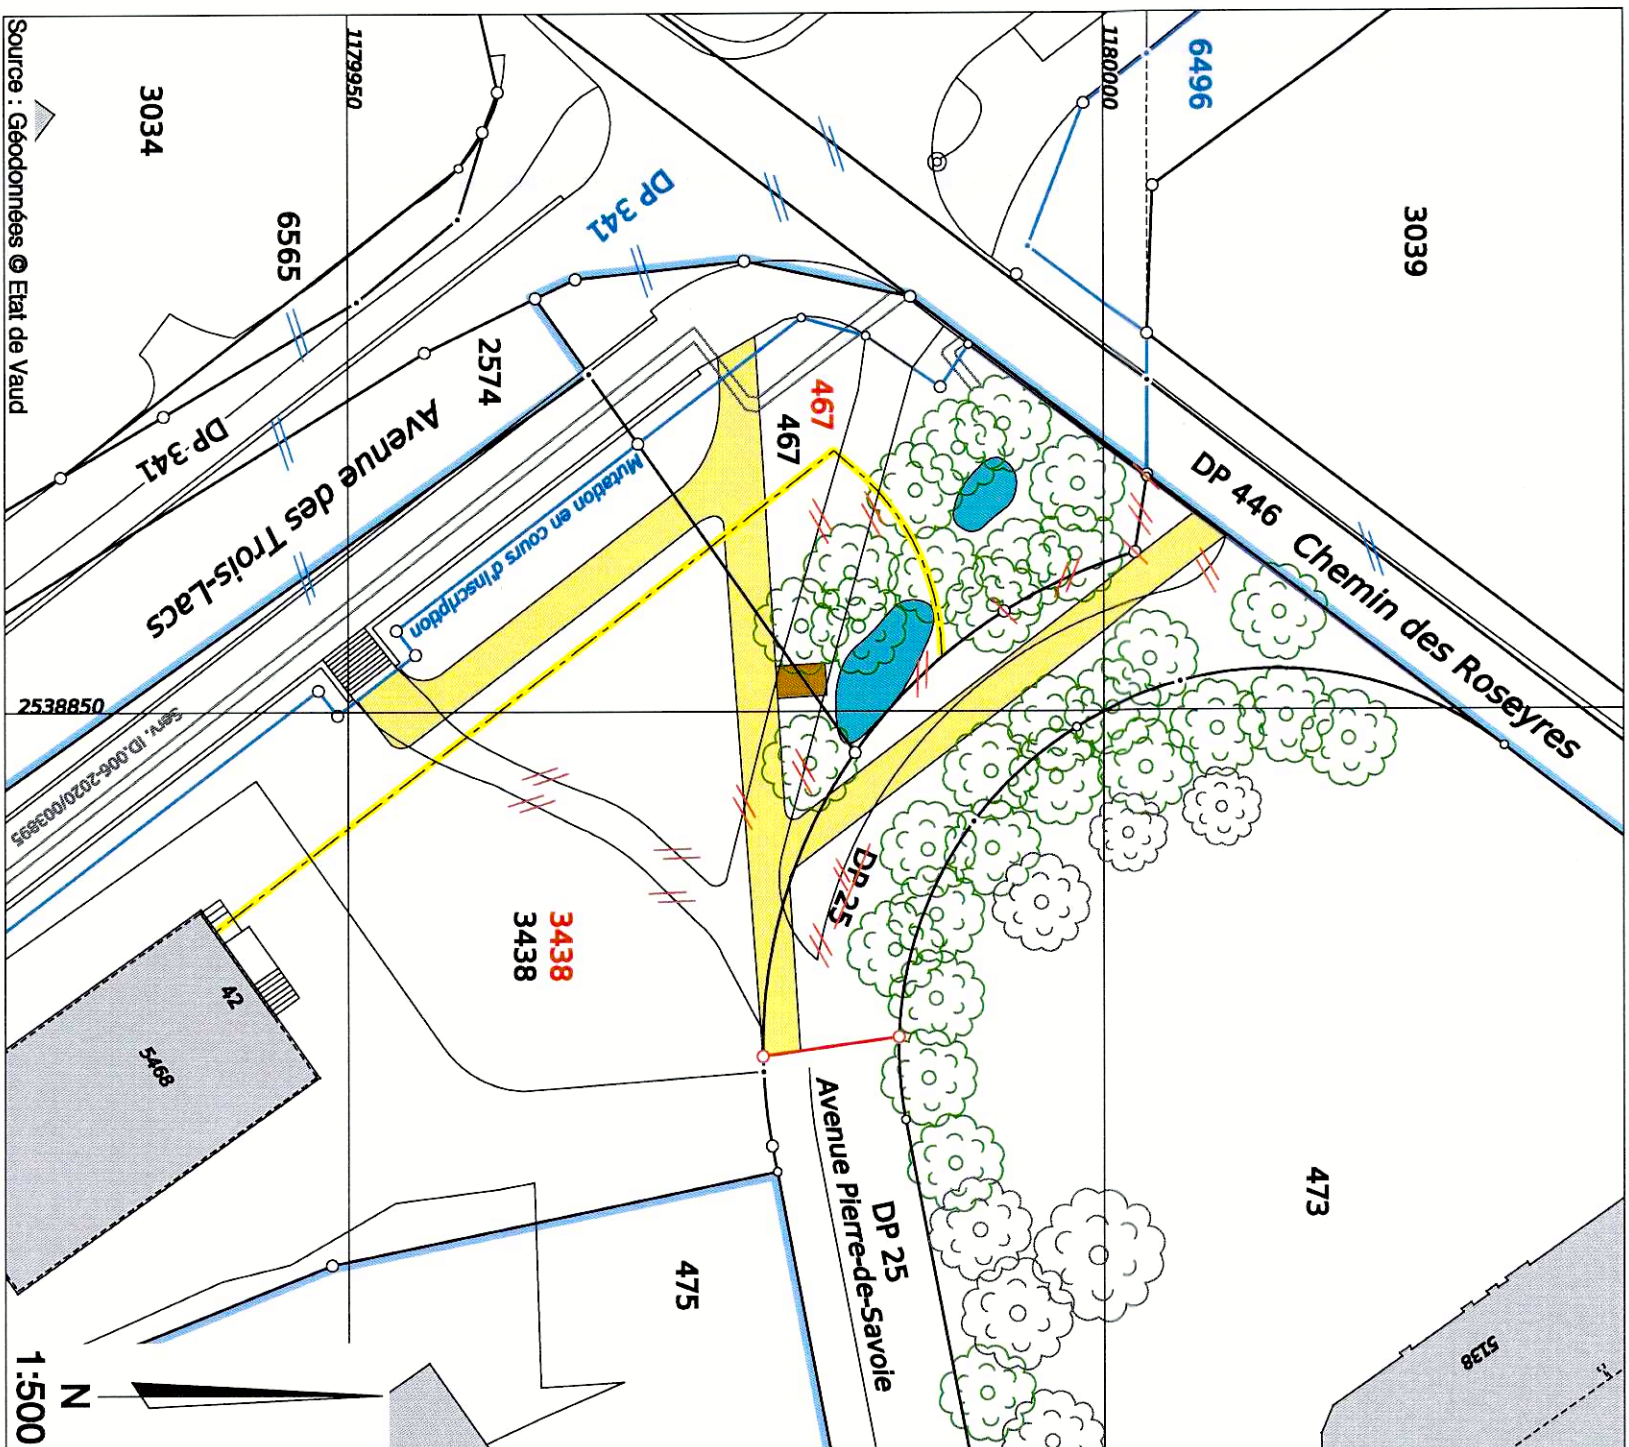 6496
3039
1180000
1179950
3034
6565
DP 341
2574
467
467
DP 446
Chemin des Roseyres
DP 341
Avenue des Trois-Lacs
Mutation en cours d'inscription
2538850
Serv. ID.006-2020/003895
DP 25
3438
3438
42
5468
473
DP 25
Avenue Pierre-de-Savoie
475
5138
N
1:500
Source : Géodonnées © Etat de Vaud